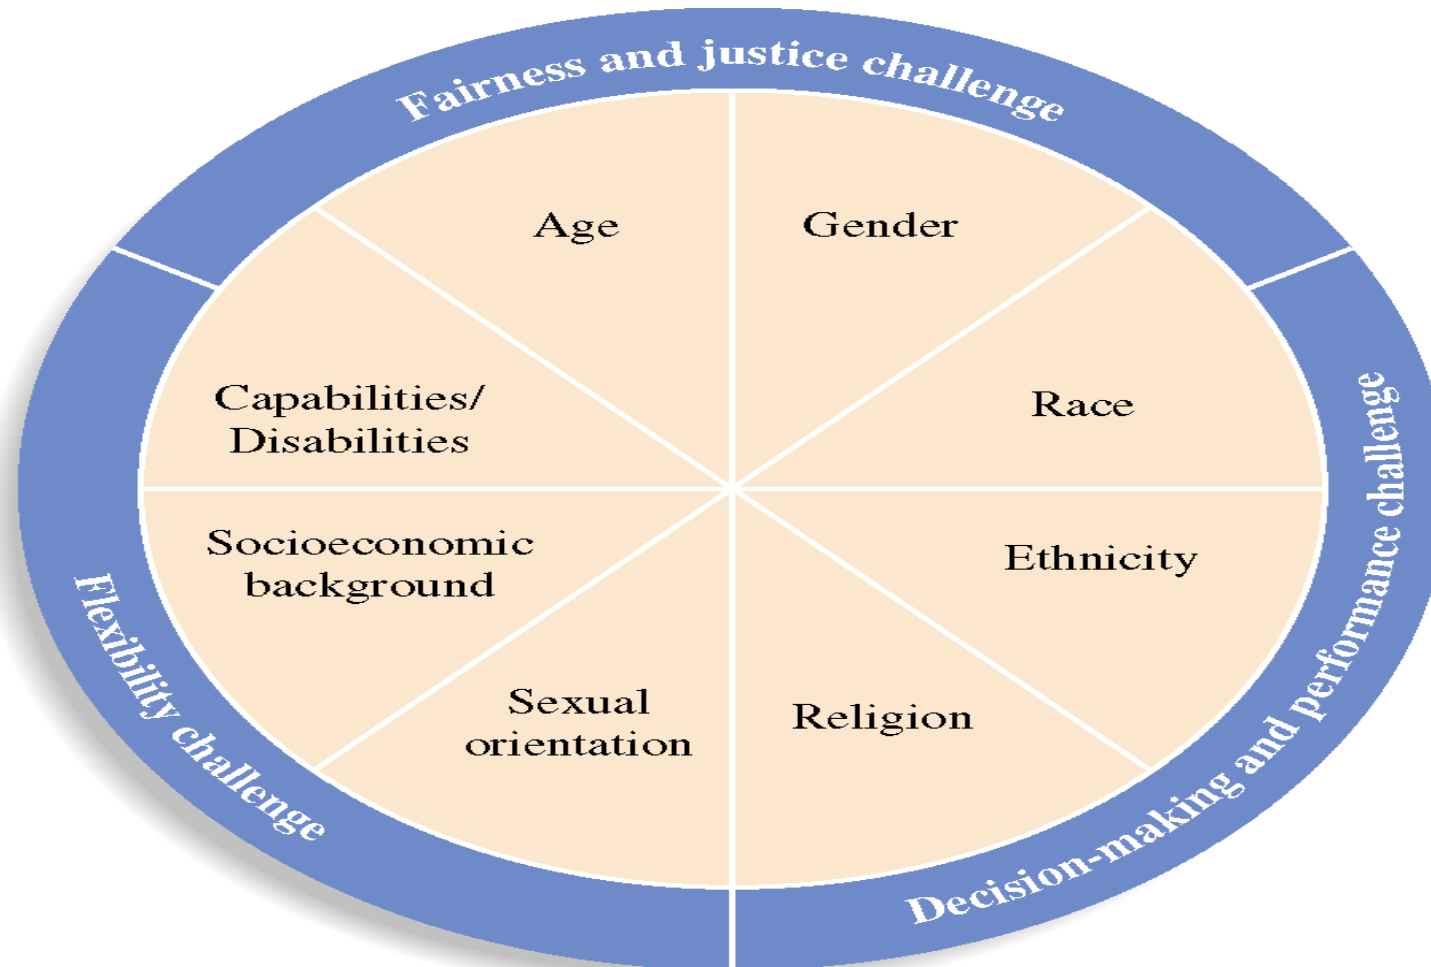 Fairness and justice challenge
Age
Gender
Capabilities/
Disabilities
Race
Socioeconomic
background
Ethnicity
Sexual
orientation
Religion
Flexibility challenge
Decision-making and performance challenge